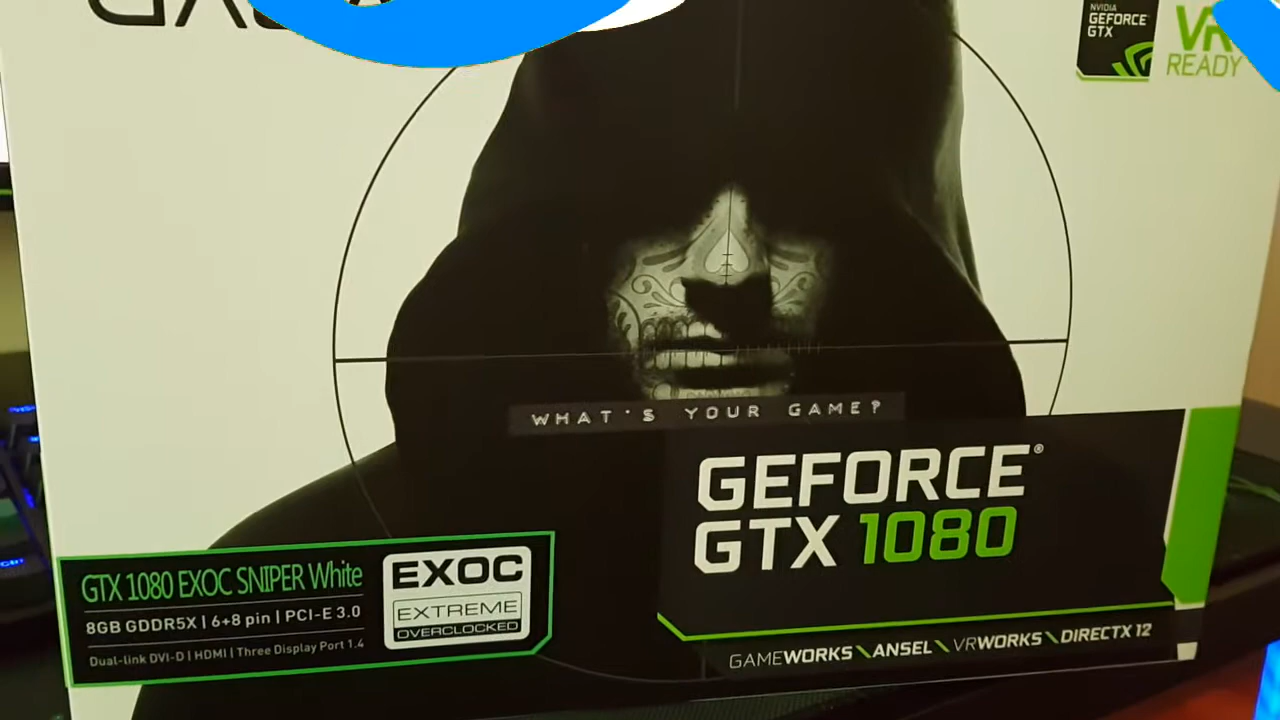 NVIDIA
GEFORCE
GTX
VR
READY
WHAT'S YOUR GAME?
GEFORCE®
GTX 1080
GTX 1080 EXOC SNIPER White
8GB GDDR5X | 6+8 pin | PCI-E 3.0
Dual-link DVI-D | HDMI | Three Display Port 1.4
EXOC
EXTREME
OVERCLOCKED
GAMEWORKS \ ANSEL \ VRWORKS \ DIRECTX 12